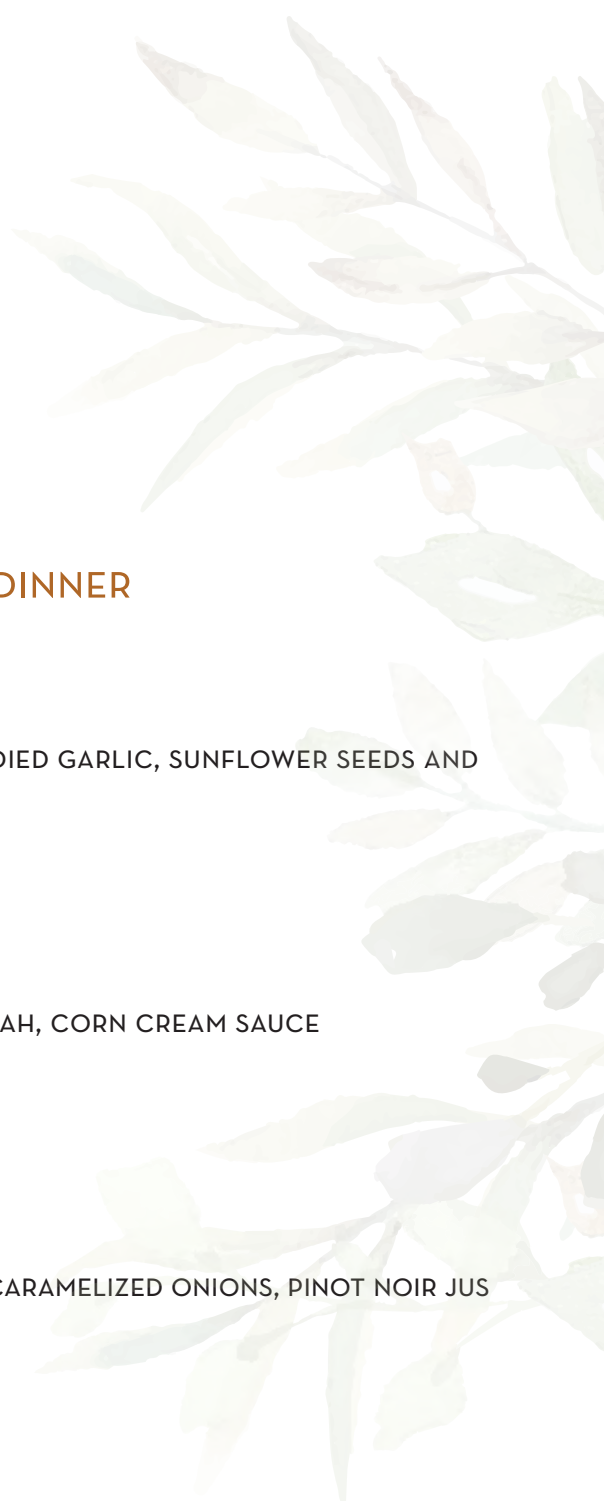 DINNER
DIED GARLIC, SUNFLOWER SEEDS AND
AH, CORN CREAM SAUCE
CARAMELIZED ONIONS, PINOT NOIR JUS